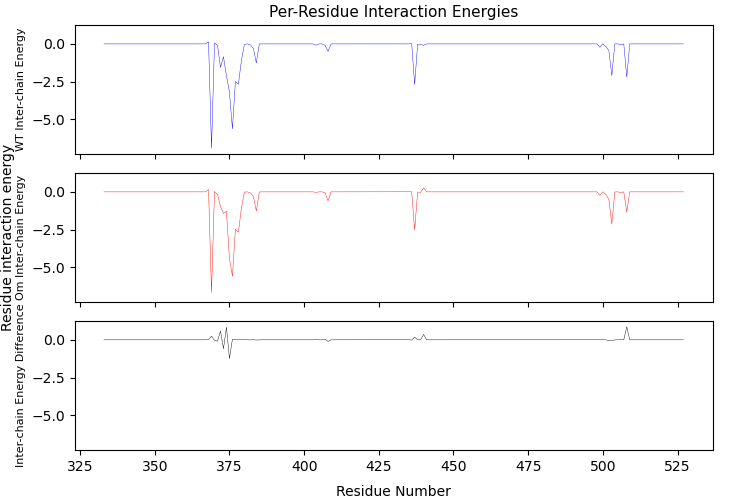 Per-Residue Interaction Energies
Residue interaction energy
WT Inter-chain Energy
0.0
−2.5
−5.0
Om Inter-chain Energy
0.0
−2.5
−5.0
Inter-chain Energy Difference
0.0
−2.5
−5.0
325 350 375 400 425 450 475 500 525
Residue Number